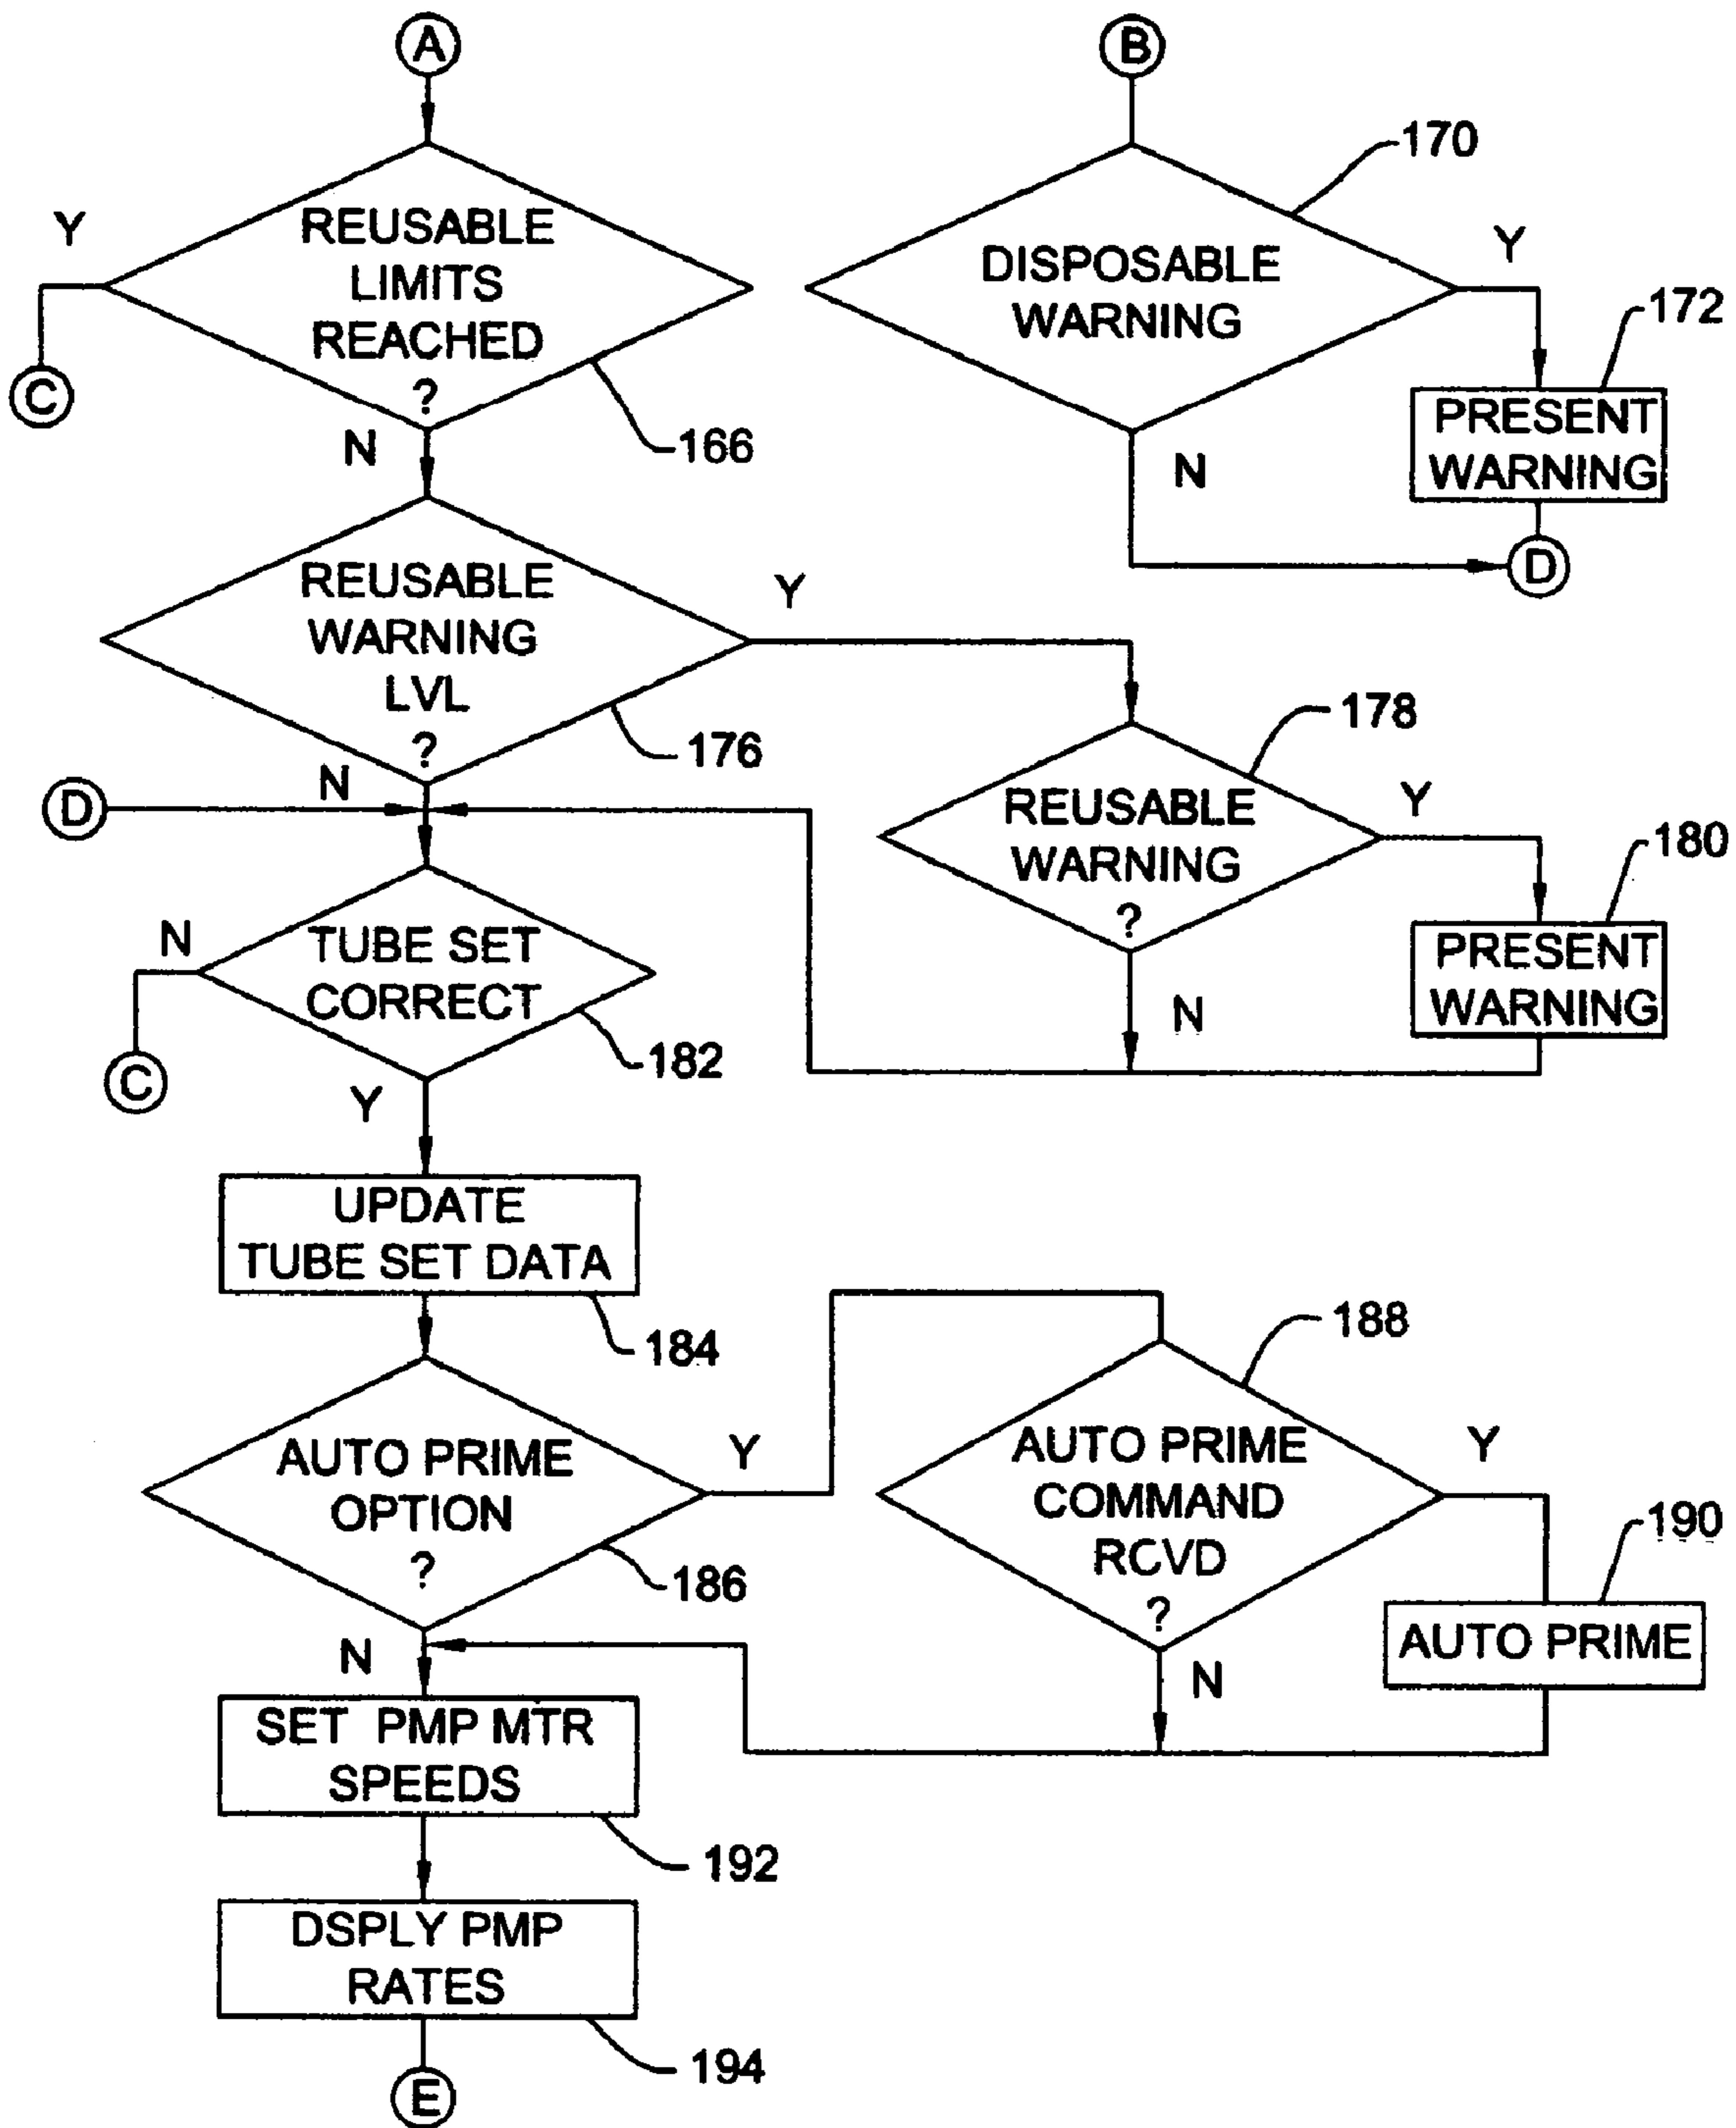 A
B
170
Y
REUSABLE
LIMITS
REACHED
?
Y
DISPOSABLE
WARNING
172
C
166
N
N
PRESENT
WARNING
D
REUSABLE
WARNING
LVL
?
Y
176
178
N
D
REUSABLE
WARNING
?
Y
180
N
TUBE SET
CORRECT
PRESENT
WARNING
N
182
C
Y
UPDATE
TUBE SET DATA
184
188
AUTO PRIME
OPTION
?
Y
AUTO PRIME
COMMAND
RCVD
?
Y
190
186
AUTO PRIME
N
N
SET PMP MTR
SPEEDS
192
DSPLY PMP
RATES
194
E